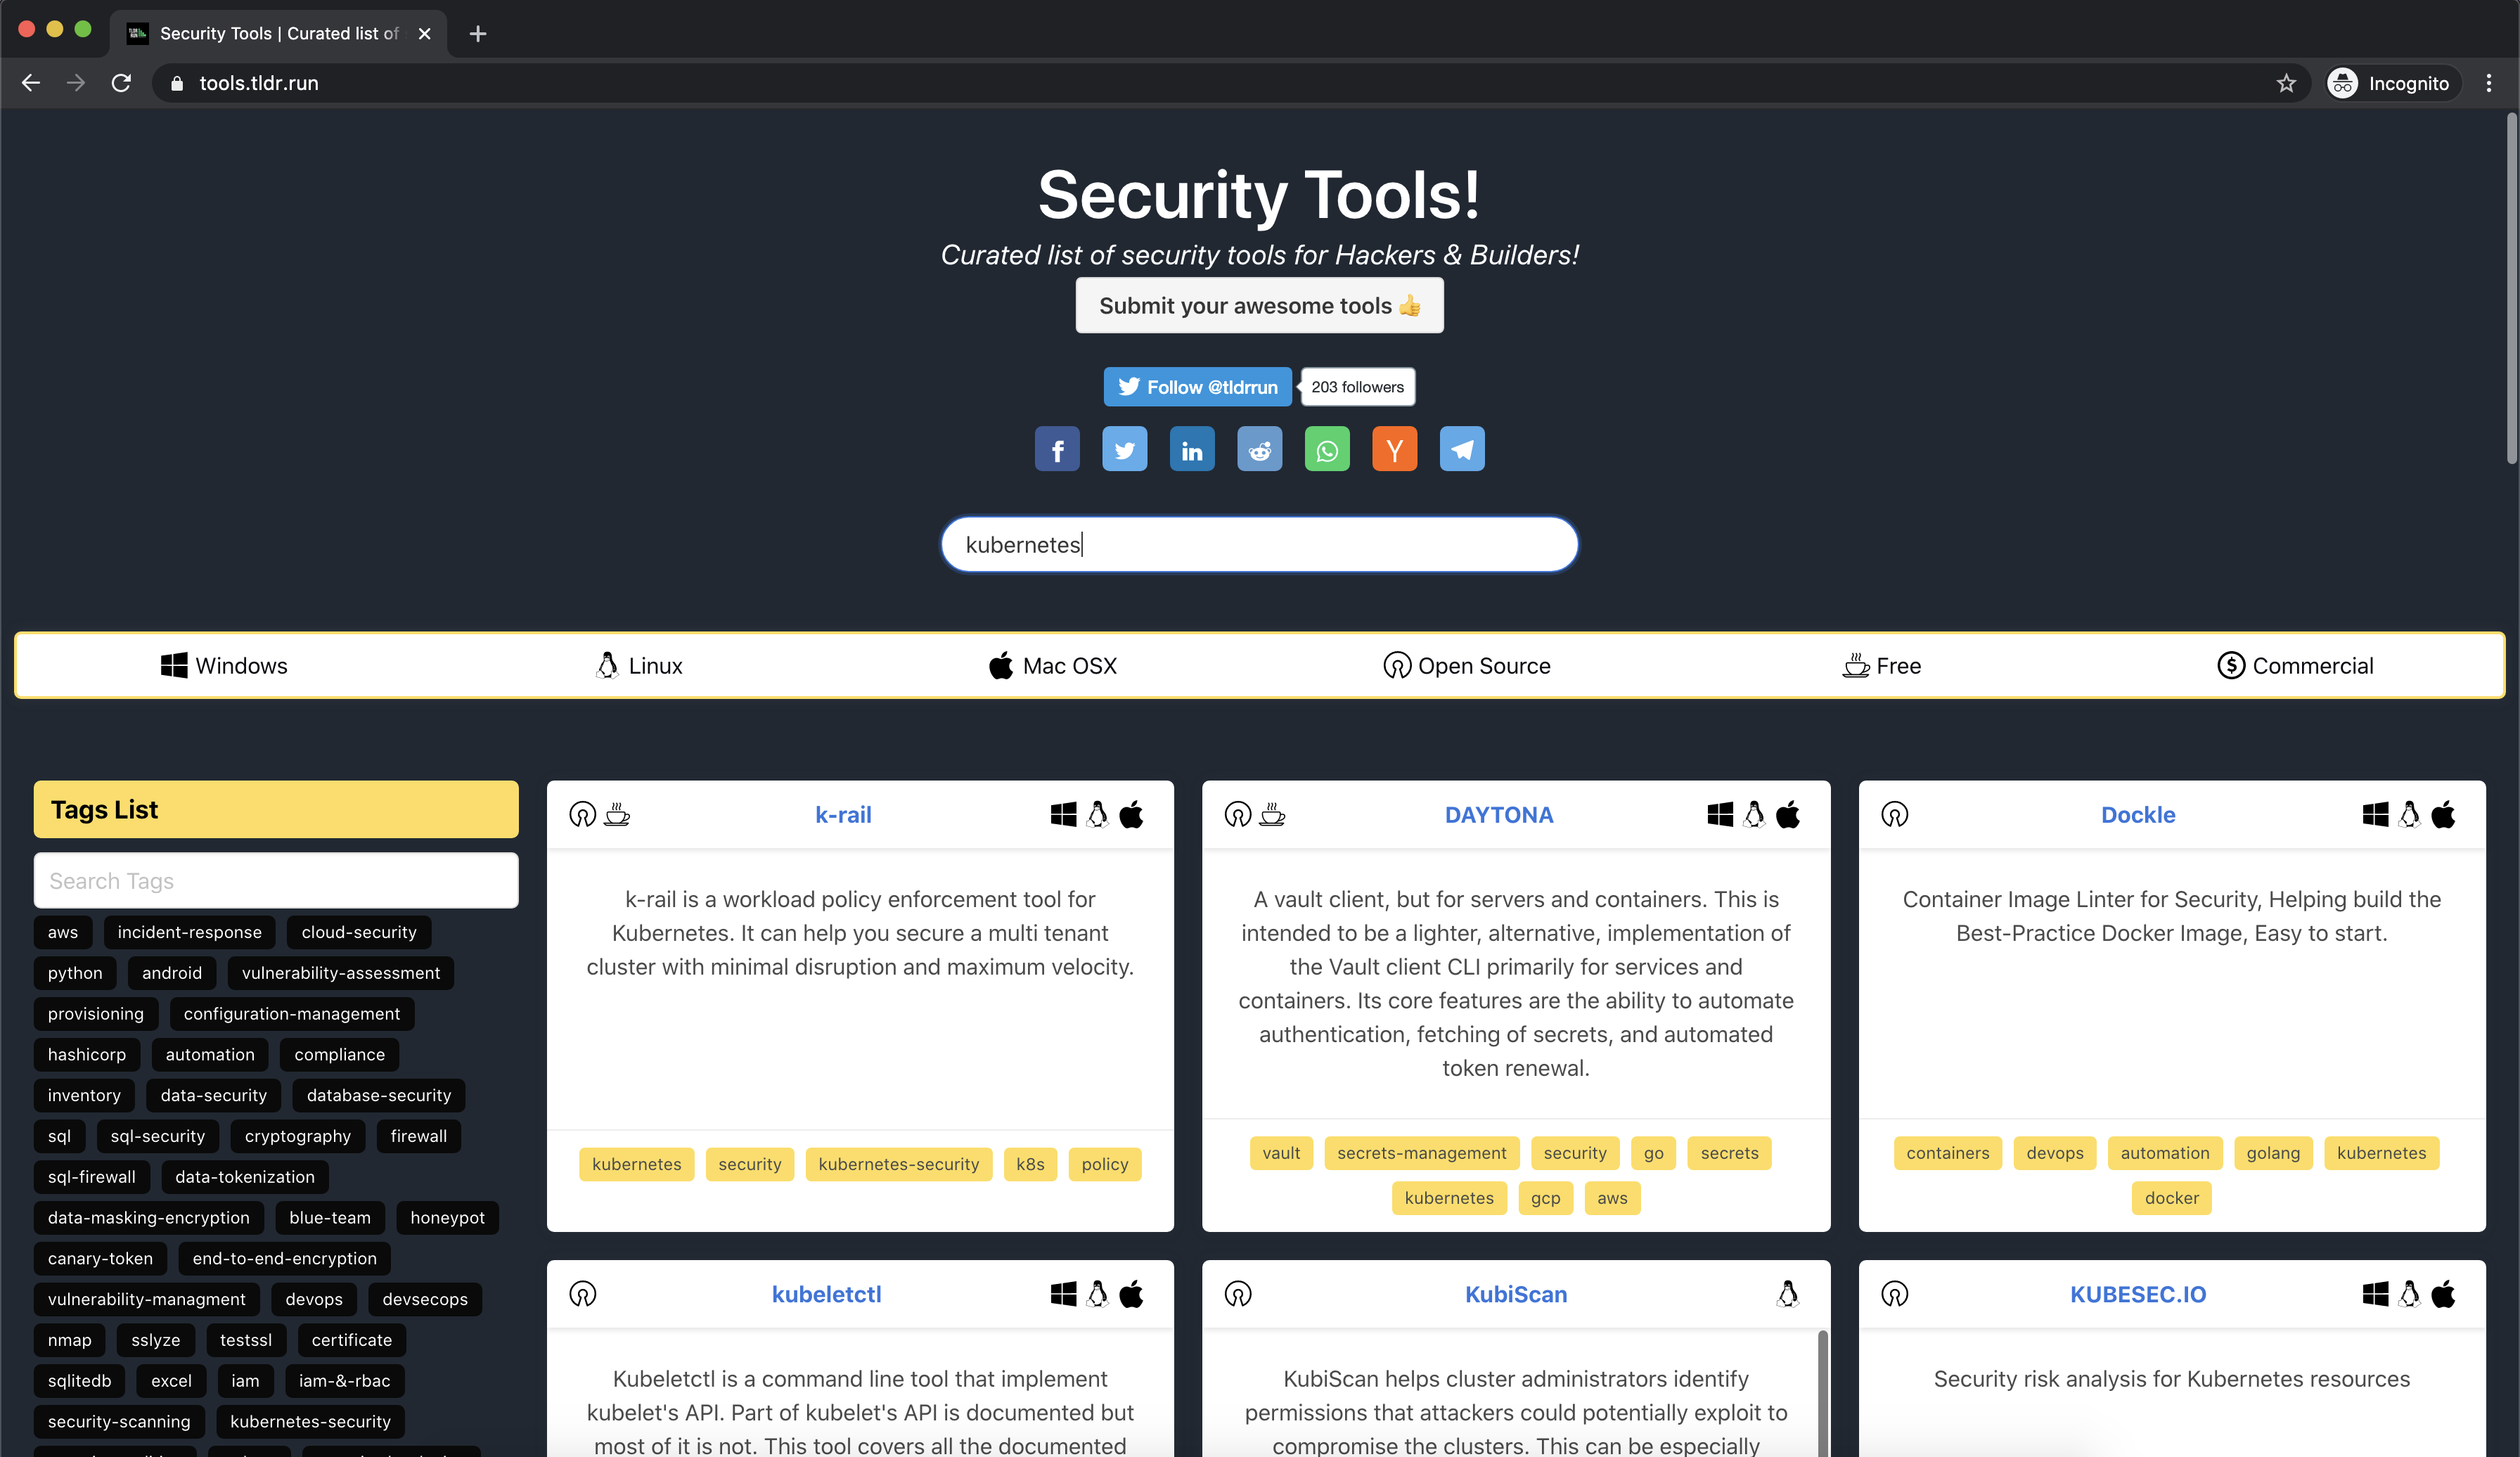 Security Tools | Curated list of
tools.tldr.run
Incognito
Security Tools!
Curated list of security tools for Hackers & Builders!
Submit your awesome tools 👍
Follow @tldrrun
203 followers
kubernetes
Windows
Linux
Mac OSX
Open Source
Free
Commercial
Tags List
Search Tags
aws incident-response cloud-security
python android vulnerability-assessment
provisioning configuration-management
hashicorp automation compliance
inventory data-security database-security
sql sql-security cryptography firewall
sql-firewall data-tokenization
data-masking-encryption blue-team honeypot
canary-token end-to-end-encryption
vulnerability-managment devops devsecops
nmap sslyze testssl certificate
sqlitedb excel iam iam-&-rbac
security-scanning kubernetes-security
k-rail
k-rail is a workload policy enforcement tool for
Kubernetes. It can help you secure a multi tenant
cluster with minimal disruption and maximum velocity.
kubernetes security kubernetes-security k8s policy
DAYTONA
A vault client, but for servers and containers. This is
intended to be a lighter, alternative, implementation of
the Vault client CLI primarily for services and
containers. Its core features are the ability to automate
authentication, fetching of secrets, and automated
token renewal.
vault secrets-management security go secrets
kubernetes gcp aws
Dockle
Container Image Linter for Security, Helping build the
Best-Practice Docker Image, Easy to start.
containers devops automation golang kubernetes
docker
kubeletctl
Kubeletctl is a command line tool that implement
kubelet's API. Part of kubelet's API is documented but
most of it is not. This tool covers all the documented
KubiScan
KubiScan helps cluster administrators identify
permissions that attackers could potentially exploit to
compromise the clusters. This can be especially
KUBESEC.IO
Security risk analysis for Kubernetes resources